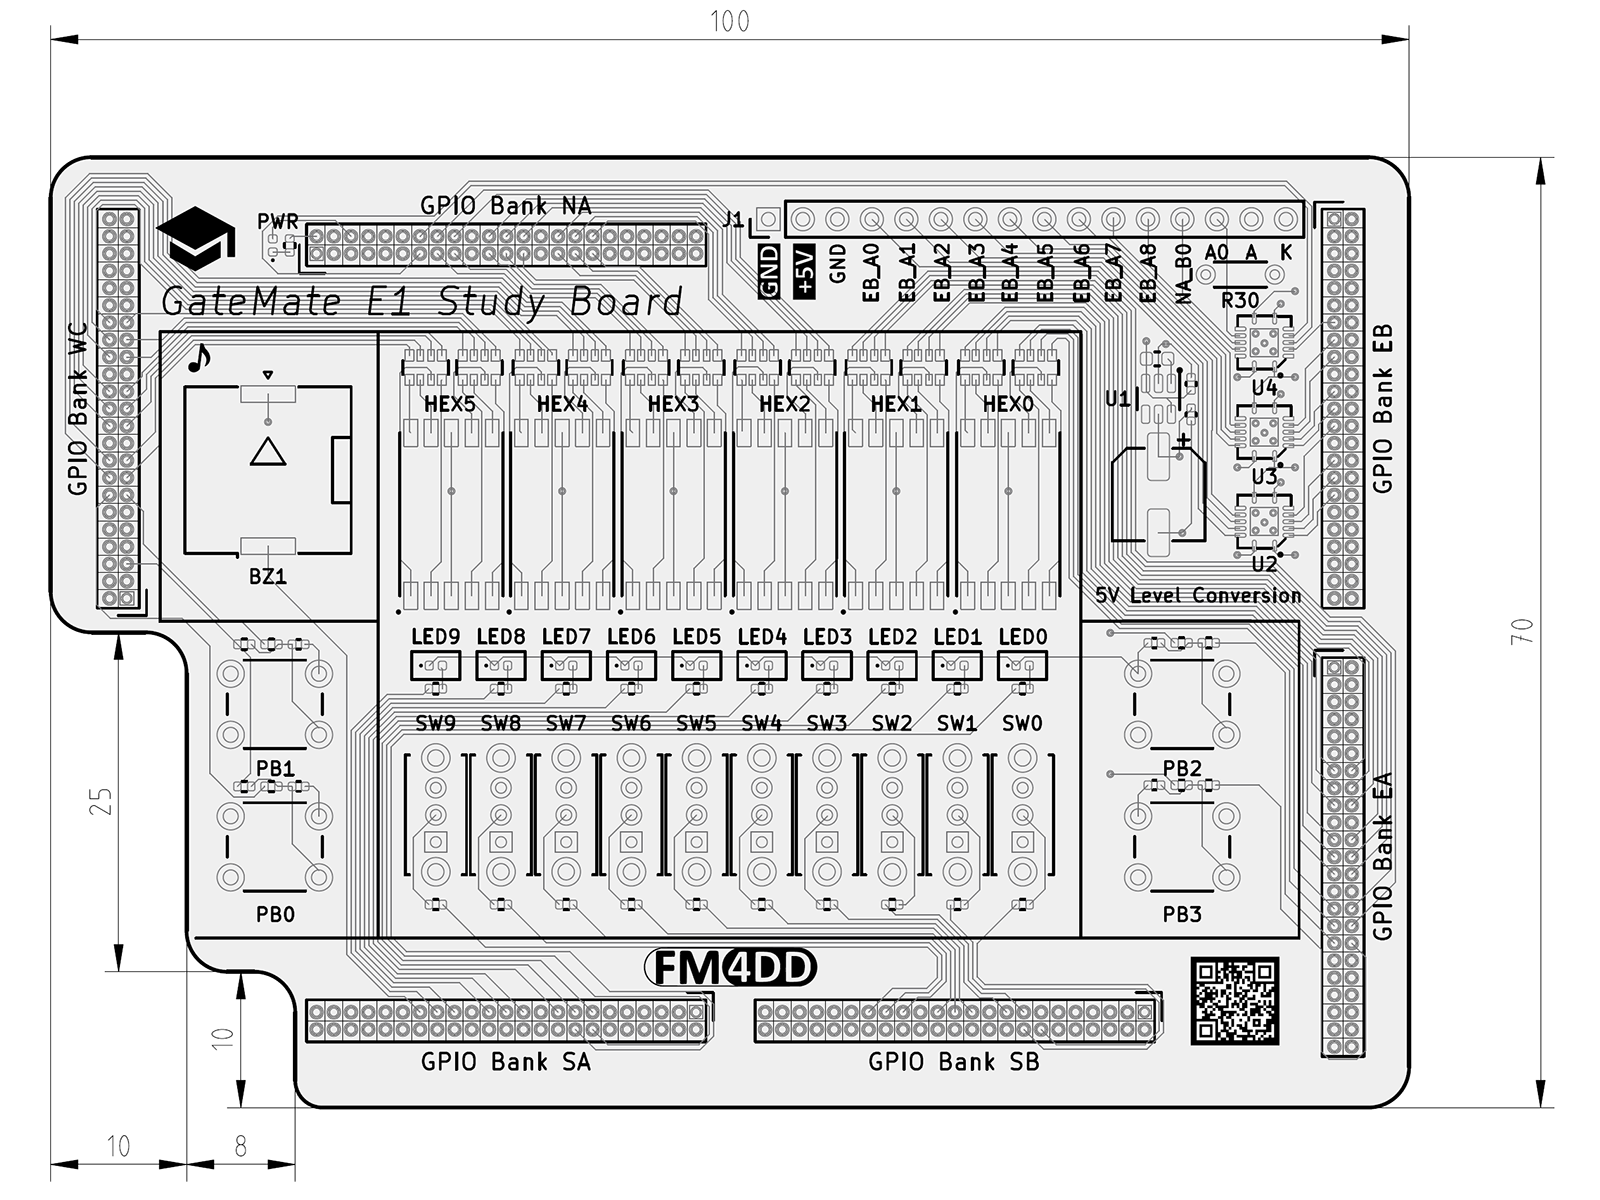 100
GPIO Bank NA
PWR
J1
GND
+5V
GND
EB_A0
EB_A1
EB_A2
EB_A3
EB_A4
EB_A5
EB_A6
EB_A7
EB_A8
NA_B0
A0 A K
R30
GateMate E1 Study Board
GPIO Bank WC
GPIO Bank EB
U4
U1
+
HEX5 HEX4 HEX3 HEX2 HEX1 HEX0
U3
U2
BZ1
5V Level Conversion
70
LED9 LED8 LED7 LED6 LED5 LED4 LED3 LED2 LED1 LED0
SW9 SW8 SW7 SW6 SW5 SW4 SW3 SW2 SW1 SW0
PB1
PB2
25
GPIO Bank EA
PB0
PB3
FM4DD
10
GPIO Bank SA
GPIO Bank SB
10
8